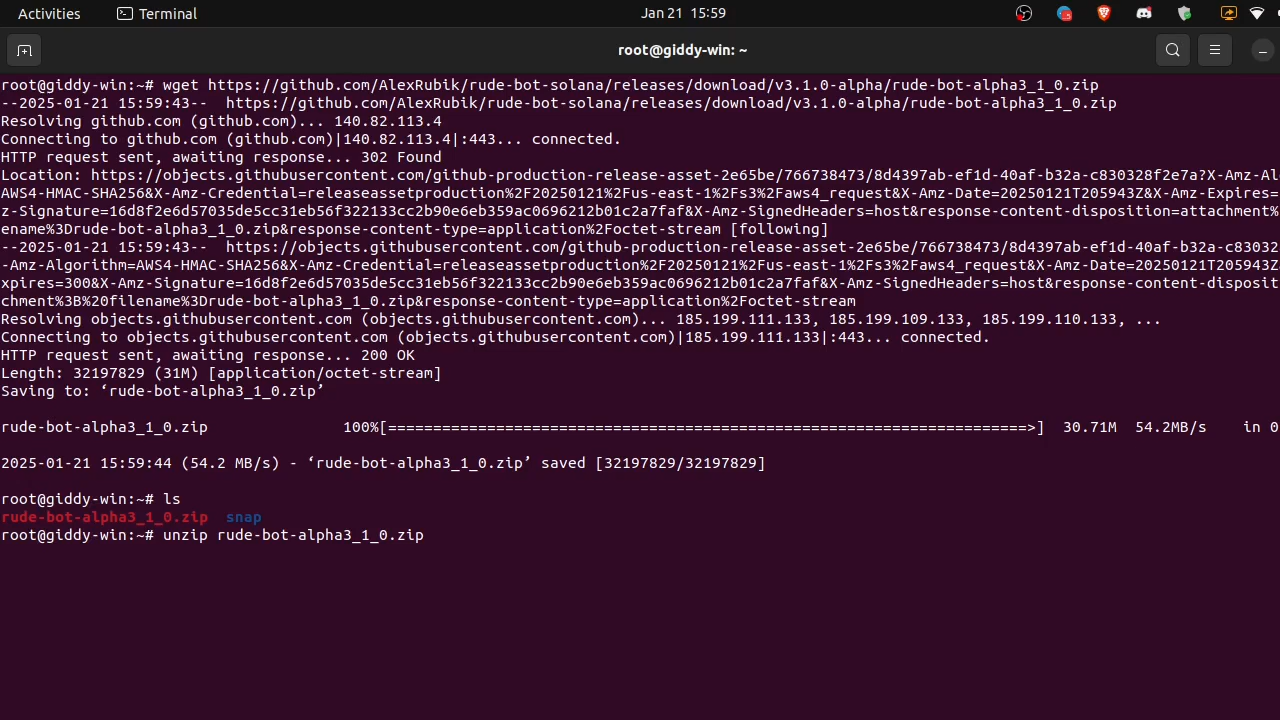 Activities
Terminal
Jan 21 15:59
root@giddy-win: ~
root@giddy-win:~# wget https://github.com/AlexRubik/rude-bot-solana/releases/download/v3.1.0-alpha/rude-bot-alpha3_1_0.zip
--2025-01-21 15:59:43-- https://github.com/AlexRubik/rude-bot-solana/releases/download/v3.1.0-alpha/rude-bot-alpha3_1_0.zip
Resolving github.com (github.com)... 140.82.113.4
Connecting to github.com (github.com)|140.82.113.4|:443... connected.
HTTP request sent, awaiting response... 302 Found
Location: https://objects.githubusercontent.com/github-production-release-asset-2e65be/766738473/8d4397ab-ef1d-40af-b32a-c830328f2e7a?X-Amz-Al
AWS4-HMAC-SHA256&X-Amz-Credential=releaseassetproduction%2F20250121%2Fus-east-1%2Fs3%2Faws4_request&X-Amz-Date=20250121T205943Z&X-Amz-Expires=
z-Signature=16d8f2e6d57035de5cc31eb56f322133cc2b90e6eb359ac0696212b01c2a7faf&X-Amz-SignedHeaders=host&response-content-disposition=attachment%
ename%3Drude-bot-alpha3_1_0.zip&response-content-type=application%2Foctet-stream [following]
--2025-01-21 15:59:43-- https://objects.githubusercontent.com/github-production-release-asset-2e65be/766738473/8d4397ab-ef1d-40af-b32a-c83032
-Amz-Algorithm=AWS4-HMAC-SHA256&X-Amz-Credential=releaseassetproduction%2F20250121%2Fus-east-1%2Fs3%2Faws4_request&X-Amz-Date=20250121T205943Z
xpires=300&X-Amz-Signature=16d8f2e6d57035de5cc31eb56f322133cc2b90e6eb359ac0696212b01c2a7faf&X-Amz-SignedHeaders=host&response-content-disposit
chment%3B%20filename%3Drude-bot-alpha3_1_0.zip&response-content-type=application%2Foctet-stream
Resolving objects.githubusercontent.com (objects.githubusercontent.com)... 185.199.111.133, 185.199.109.133, 185.199.110.133, ...
Connecting to objects.githubusercontent.com (objects.githubusercontent.com)|185.199.111.133|:443... connected.
HTTP request sent, awaiting response... 200 OK
Length: 32197829 (31M) [application/octet-stream]
Saving to: ‘rude-bot-alpha3_1_0.zip’
rude-bot-alpha3_1_0.zip 100%[=======================================================================>] 30.71M 54.2MB/s in 0
2025-01-21 15:59:44 (54.2 MB/s) - ‘rude-bot-alpha3_1_0.zip’ saved [32197829/32197829]
root@giddy-win:~# ls
rude-bot-alpha3_1_0.zip snap
root@giddy-win:~# unzip rude-bot-alpha3_1_0.zip